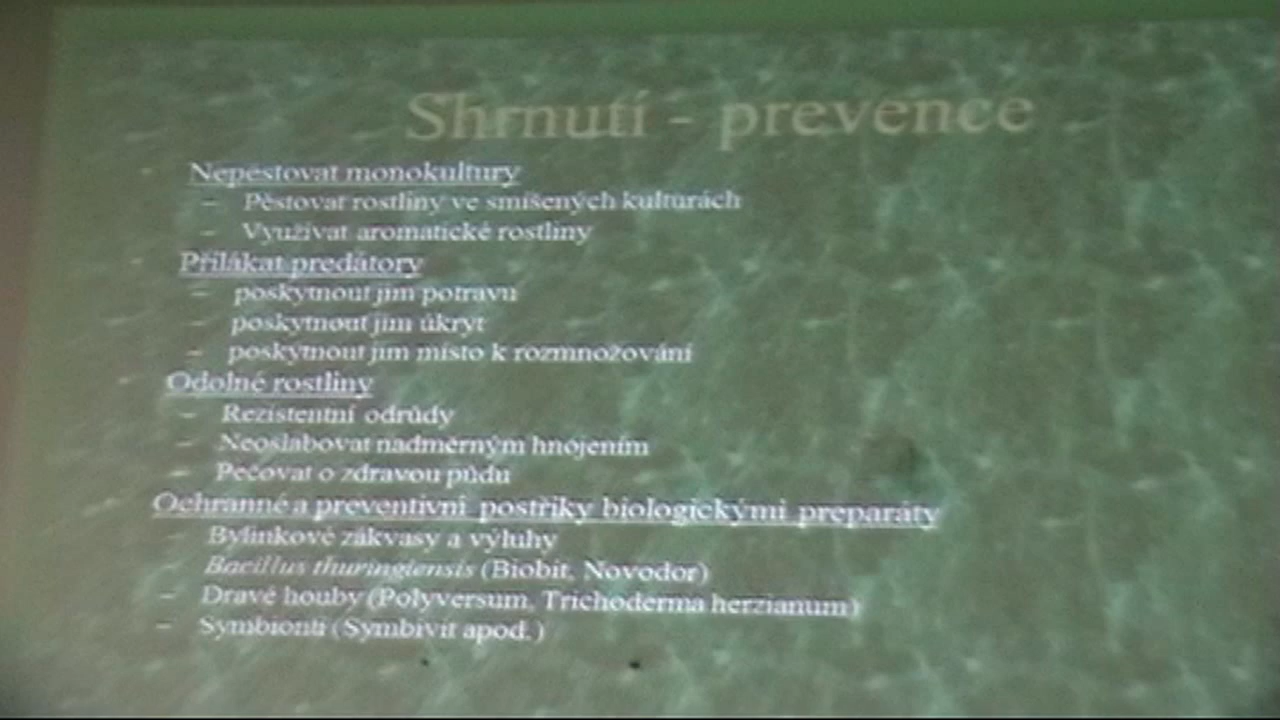 Shrnutí - prevence
Nepěstovat monokultury
– Pěstovat rostliny ve smíšených kulturách
– Využívat aromatické rostliny
Přilákat predátory
– poskytnout jim potravu
– poskytnout jim úkryt
– poskytnout jim místo k rozmnožování
Odolné rostliny
– Rezistentní odrůdy
– Neoslabovat nadměrným hnojením
– Pečovat o zdravou půdu
Ochranné a preventivní postřiky biologickými preparáty
– Bylinkové zákvasy a výluhy
– Bacillus thuringiensis (Biobit, Novodor)
– Dravé houby (Polyversum, Trichoderma herzianum)
– Symbionti (Symbivit apod.)